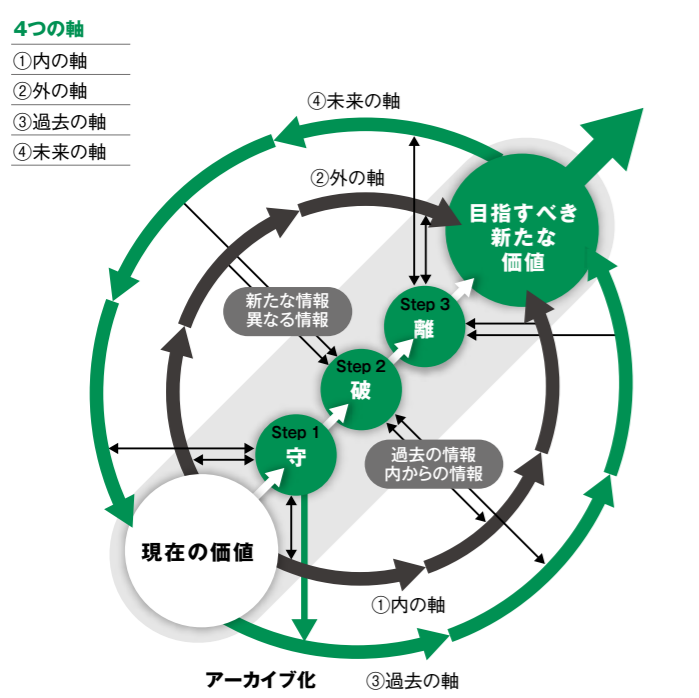 4つの軸
①内の軸
②外の軸
③過去の軸
④未来の軸
④未来の軸
②外の軸
目指すべき
新たな
価値
新たな情報
異なる情報
Step 3
離
Step 2
破
Step 1
守
過去の情報
内からの情報
現在の価値
①内の軸
アーカイブ化
③過去の軸